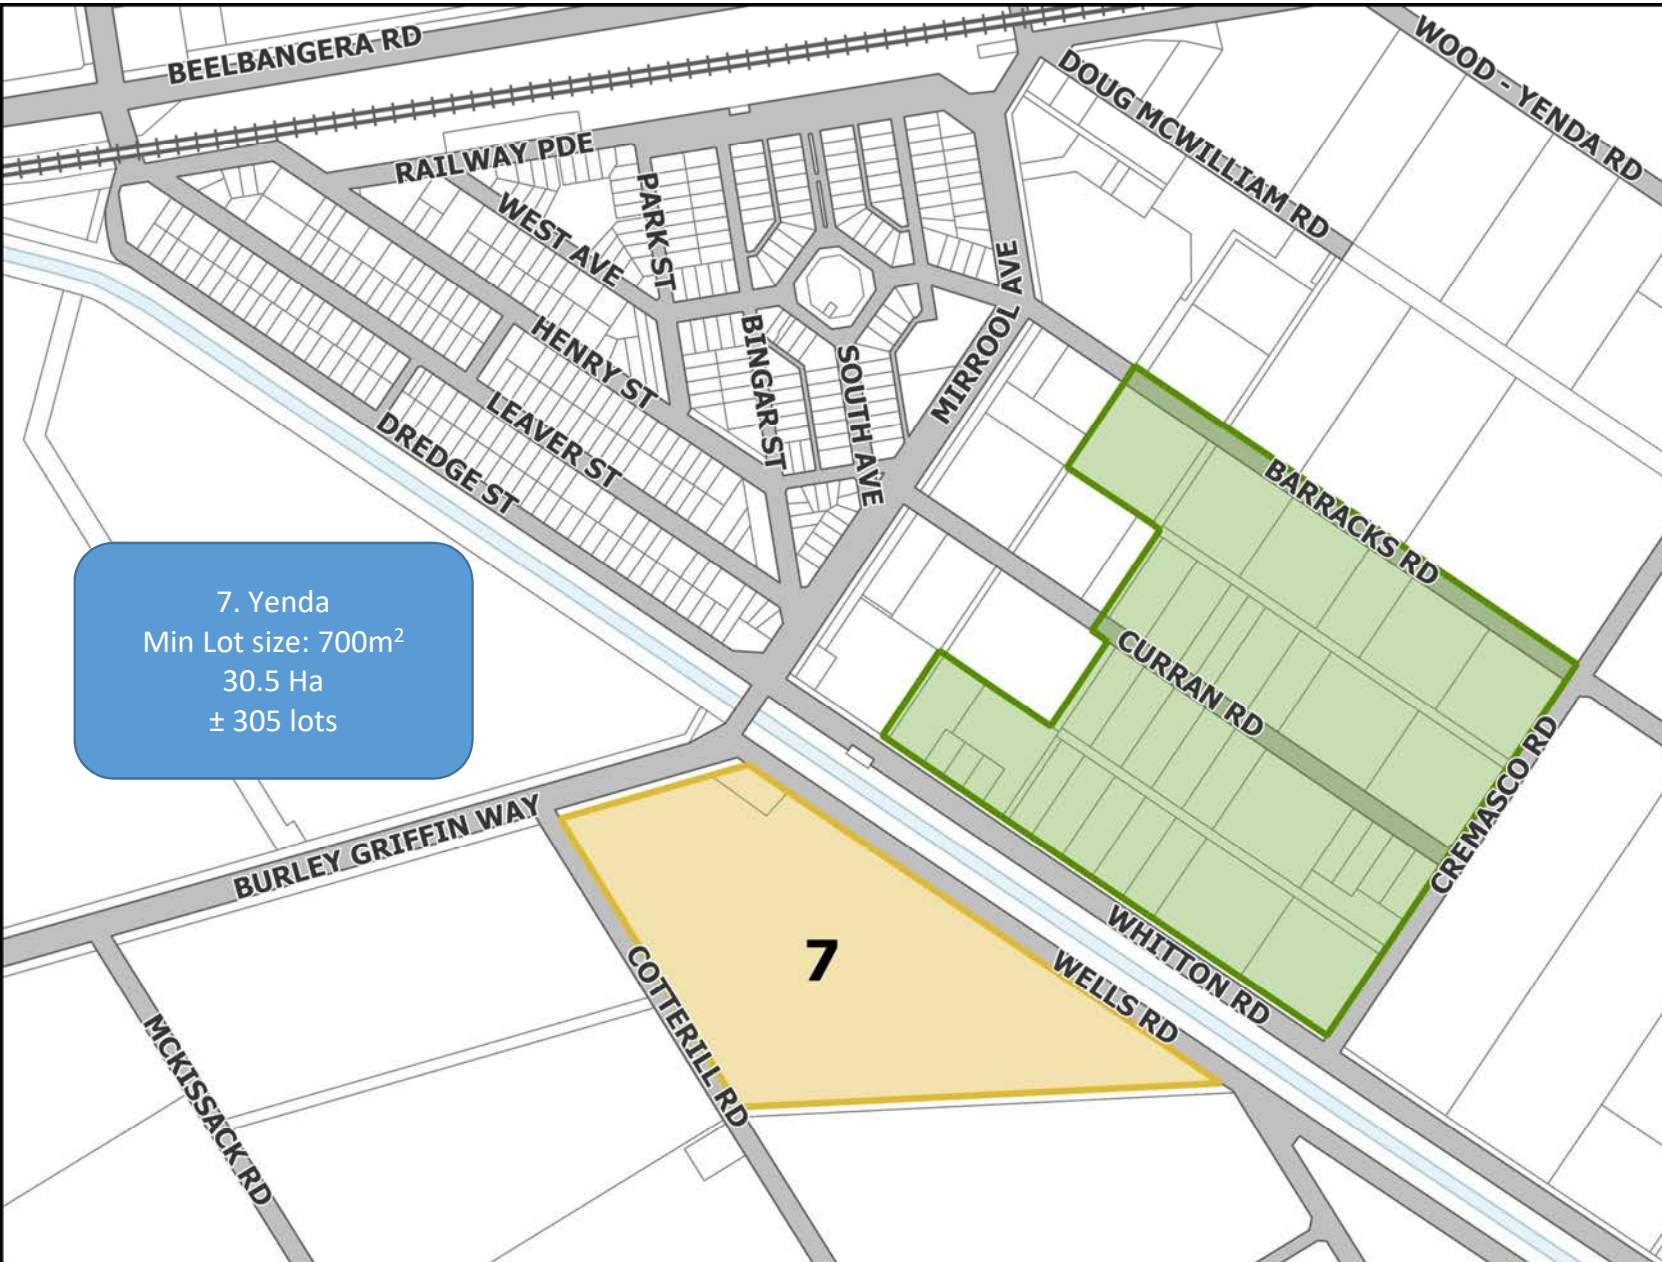 BEELBANGERA RD
WOOD - YENDA RD
DOUG MCWILLIAM RD
RAILWAY PDE
PARK ST
WEST AVE
MIRROOL AVE
HENRY ST
BINGAR ST
SOUTH AVE
LEAVER ST
DREDGE ST
BARRACKS RD
7. Yenda
Min Lot size: 700m²
30.5 Ha
± 305 lots
CURRAN RD
CREMASCO RD
BURLEY GRIFFIN WAY
7
WHITTON RD
WELLS RD
COTTERILL RD
MCKISSACK RD